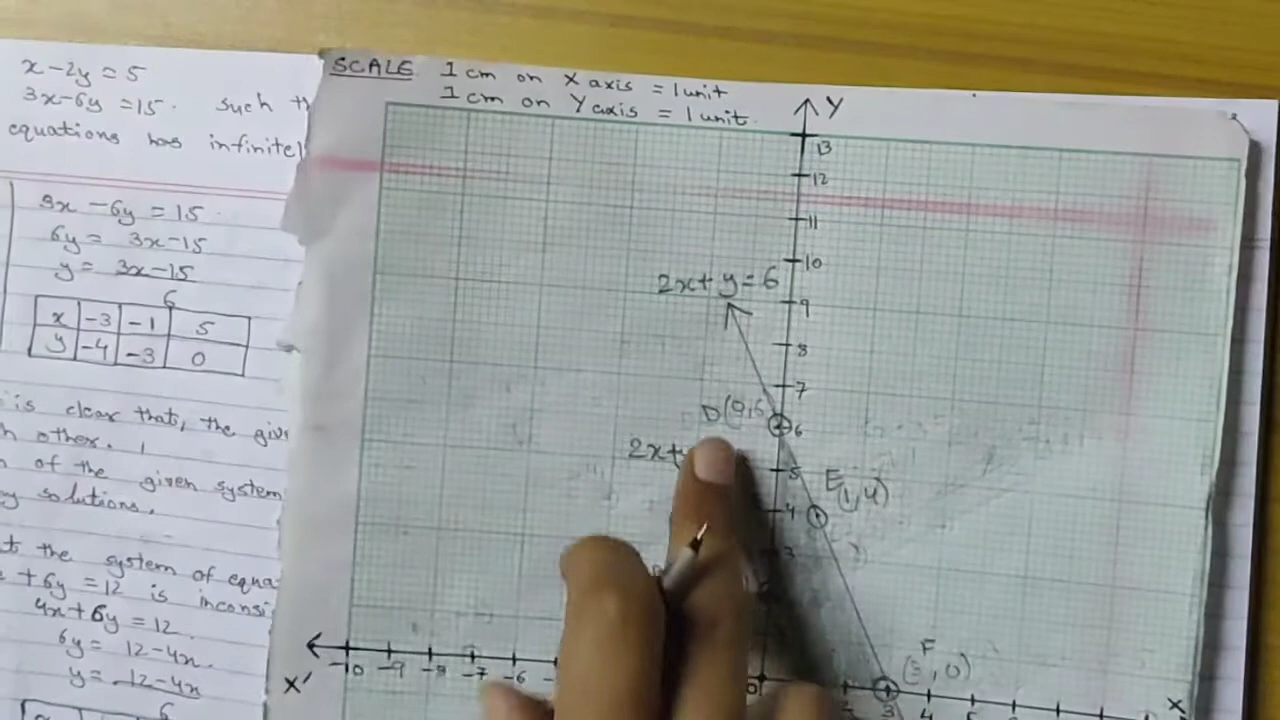 x-2y = 5
3x-6y = 15. such th
equations has infinitel
3x - 6y = 15.
6y = 3x-15
y = 3x-15
6
x -3 -1 5
y -4 -3 0
is clear that, the give
other.
of the given system
solutions.
the system of equa
+ 6y = 12 is inconsi
4x + 6y = 12.
6y = 12-4x.
y = 12-4x
6
SCALE 1 cm on X axis = 1 unit
1 cm on Y axis = 1 unit.
Y
13
12
11
10
2x+y=6
9
8
7
D(0,6
6
2x+
5
E(1,4)
4
3
F
(3,0)
-10 -9 -8 -7 -6
0
3 4
X'
X